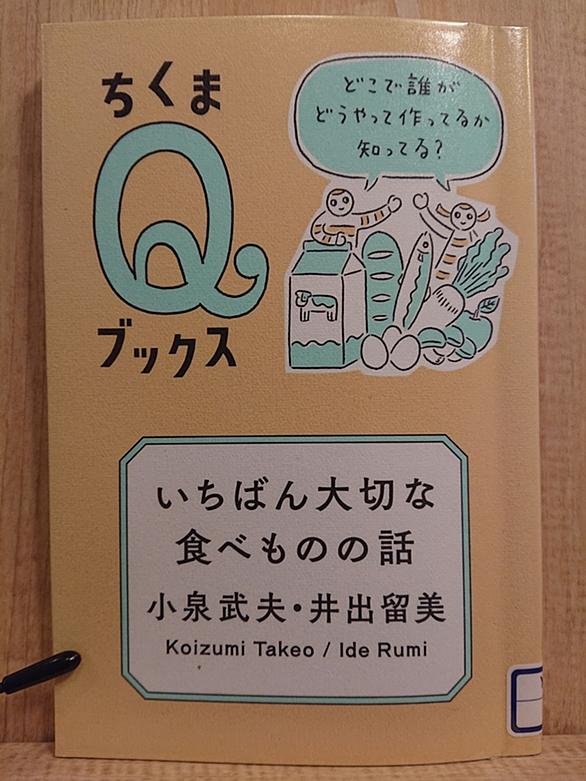 ちくま
Q
ブックス
どこで誰が
どうやって作ってるか
知ってる？
いちばん大切な
食べものの話
小泉武夫・井出留美
Koizumi Takeo / Ide Rumi